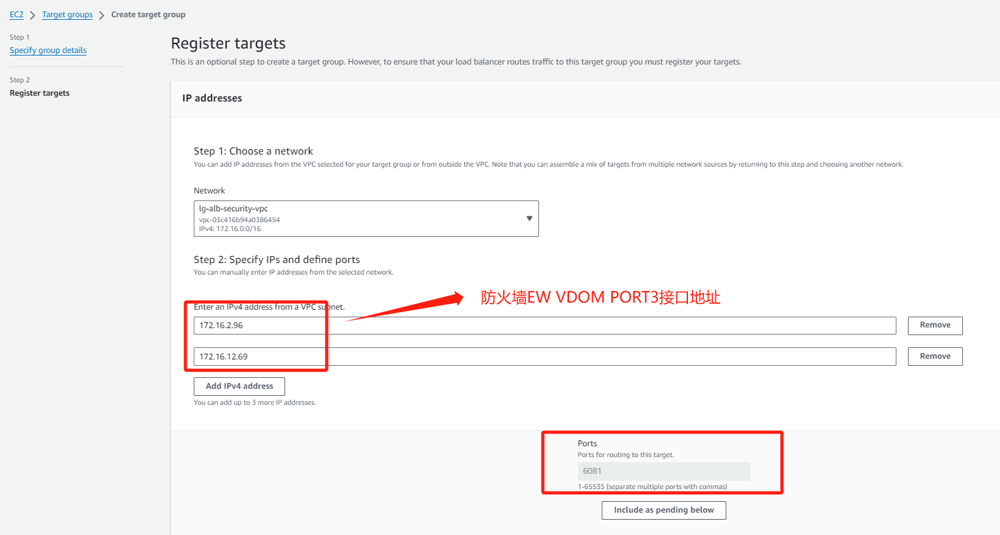 EC2 > Target groups > Create target group
Step 1
Specify group details
Step 2
Register targets
Register targets
This is an optional step to create a target group. However, to ensure that your load balancer routes traffic to this target group you must register your targets.
IP addresses
Step 1: Choose a network
You can add IP addresses from the VPC selected for your target group or from outside the VPC. Note that you can assemble a mix of targets from multiple network sources by returning to this step and choosing another network.
Network
lg-alb-security-vpc
vpc-03c416b94a0386454
IPv4: 172.16.0.0/16
Step 2: Specify IPs and define ports
You can manually enter IP addresses from the selected network.
防火墙EW VDOM PORT3接口地址
Enter an IPv4 address from a VPC subnet.
172.16.2.96
Remove
172.16.12.69
Remove
Add IPv4 address
You can add up to 3 more IP addresses.
Ports
Ports for routing to this target.
6081
1-65535 (separate multiple ports with commas)
Include as pending below